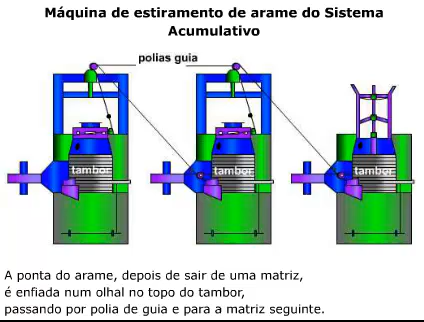 Máquina de estiramento de arame do Sistema
Acumulativo
polias guia
tambor
tambor
tambor
A ponta do arame, depois de sair de uma matriz,
é enfiada num olhal no topo do tambor,
passando por polia de guia e para a matriz seguinte.